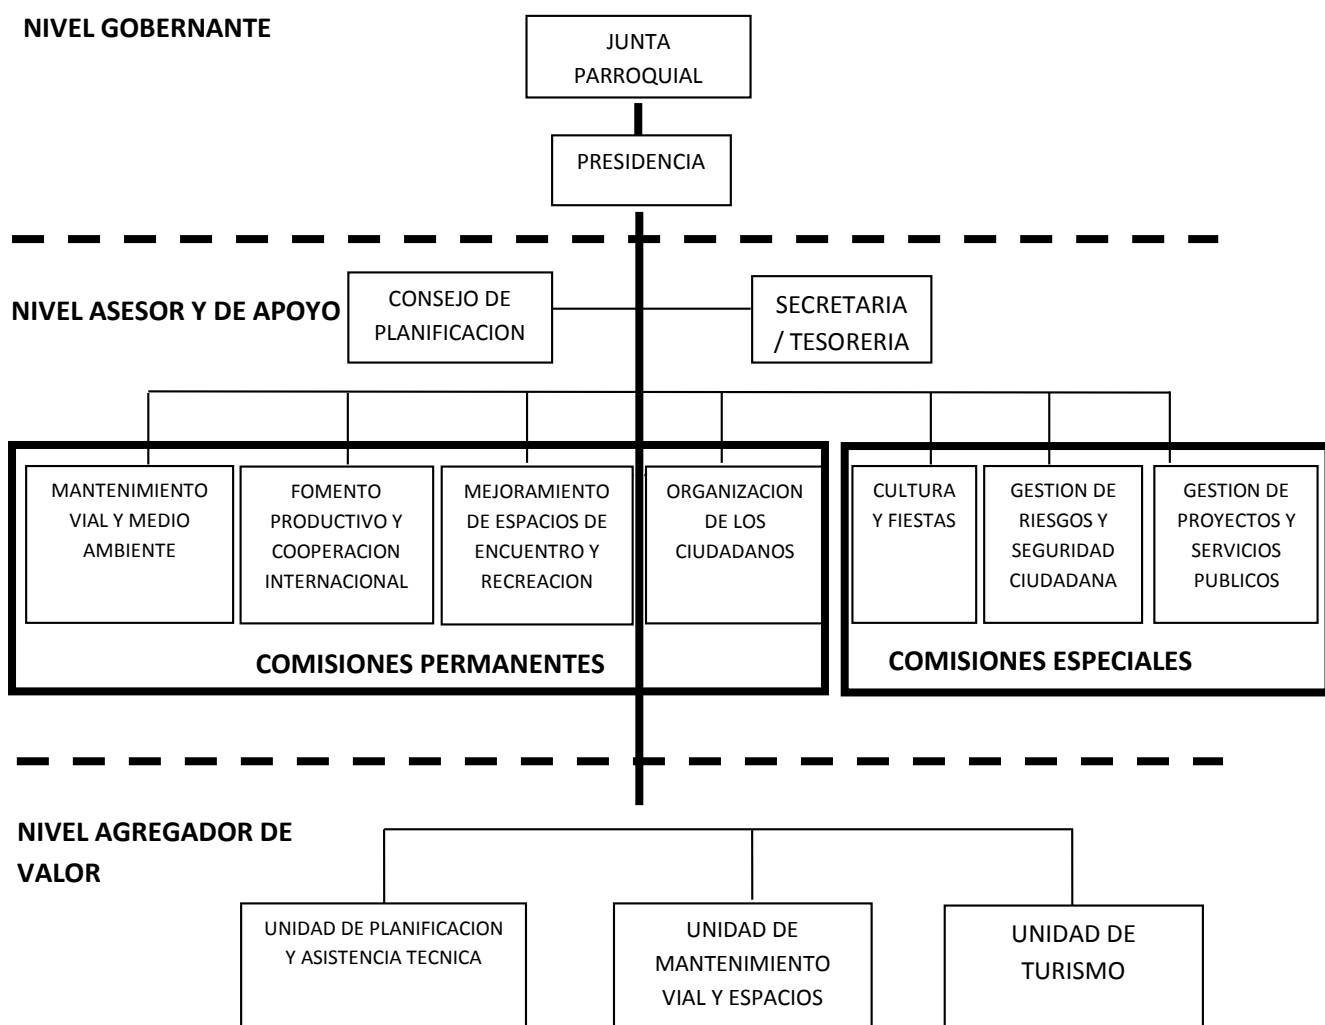 NIVEL GOBERNANTE
JUNTA
PARROQUIAL
PRESIDENCIA
NIVEL ASESOR Y DE APOYO
CONSEJO DE
PLANIFICACION
SECRETARIA
/ TESORERIA
MANTENIMIENTO
VIAL Y MEDIO
AMBIENTE
FOMENTO
PRODUCTIVO Y
COOPERACION
INTERNACIONAL
MEJORAMIENTO
DE ESPACIOS DE
ENCUENTRO Y
RECREACION
ORGANIZACION
DE LOS
CIUDADANOS
COMISIONES PERMANENTES
CULTURA
Y FIESTAS
GESTION DE
RIESGOS Y
SEGURIDAD
CIUDADANA
GESTION DE
PROYECTOS Y
SERVICIOS
PUBLICOS
COMISIONES ESPECIALES
NIVEL AGREGADOR DE
VALOR
UNIDAD DE PLANIFICACION
Y ASISTENCIA TECNICA
UNIDAD DE
MANTENIMIENTO
VIAL Y ESPACIOS
UNIDAD DE
TURISMO